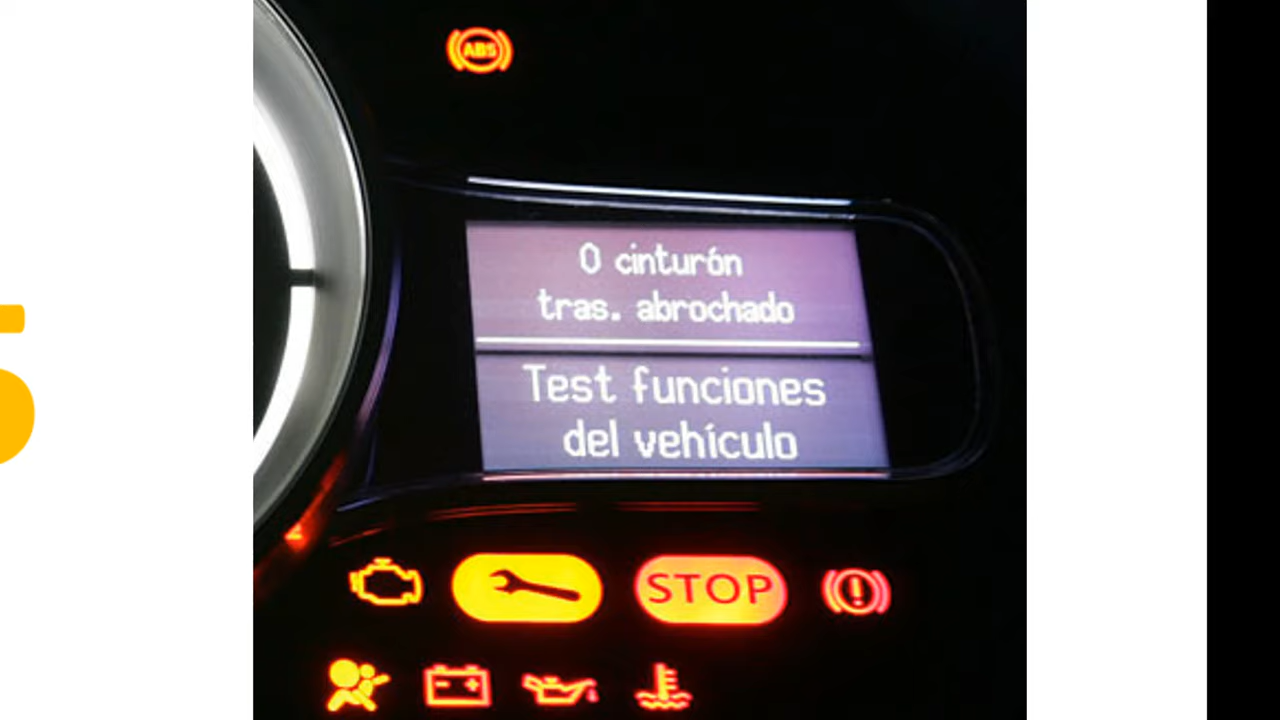 ABS
0 cinturón
tras. abrochado
Test funciones
del vehículo
STOP